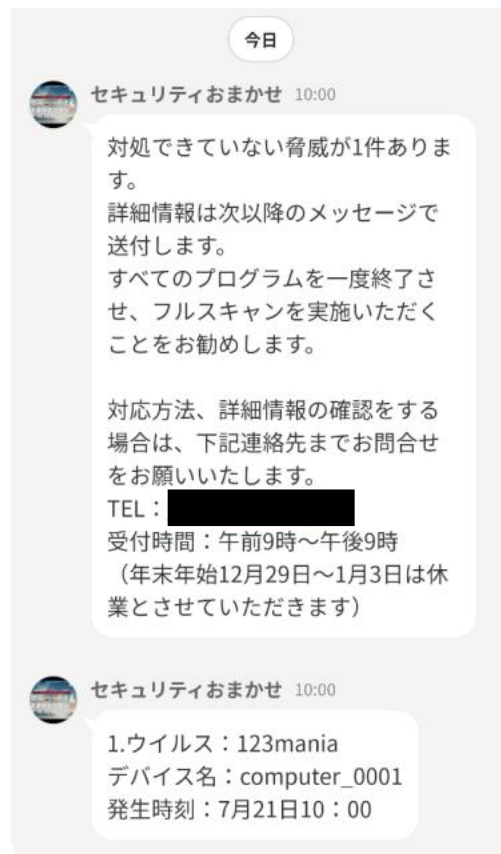 今日
セキュリティおまかせ 10:00
対処できていない脅威が1件ありま
す。
詳細情報は次以降のメッセージで
送付します。
すべてのプログラムを一度終了さ
せ、フルスキャンを実施いただく
ことをお勧めします。
対応方法、詳細情報の確認をする
場合は、下記連絡先までお問合せ
をお願いいたします。
TEL：
受付時間：午前9時～午後9時
（年末年始12月29日～1月3日は休
業とさせていただきます）
セキュリティおまかせ 10:00
1.ウイルス：123mania
デバイス名：computer_0001
発生時刻：7月21日10：00